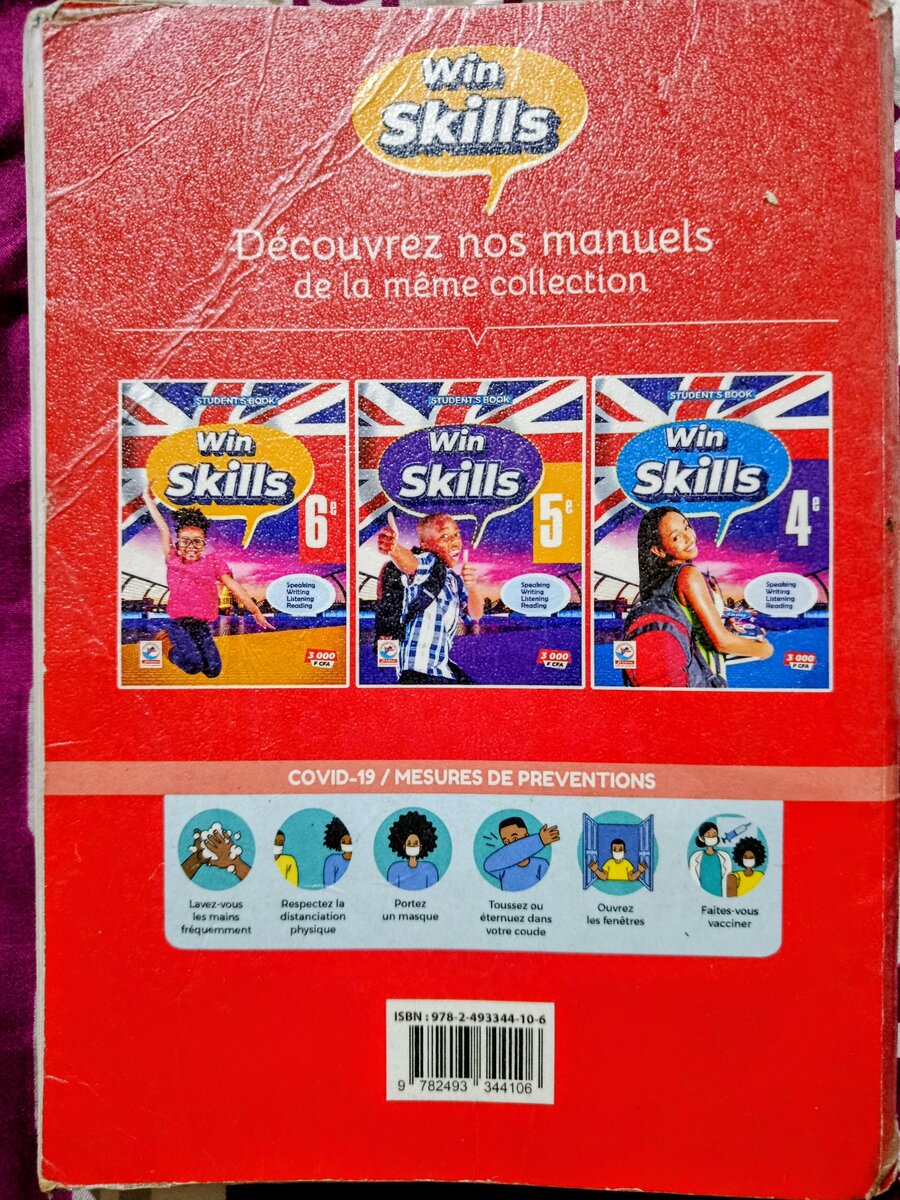 Win
Skills
Découvrez nos manuels
de la même collection
STUDENT'S BOOK
Win
Skills
6e
Speaking
Writing
Listening
Reading
3 000
F CFA
STUDENT'S BOOK
Win
Skills
5e
Speaking
Writing
Listening
Reading
3 000
F CFA
STUDENT'S BOOK
Win
Skills
4e
Speaking
Writing
Listening
Reading
3 000
F CFA
COVID-19 / MESURES DE PREVENTIONS
Lavez-vous
les mains
fréquemment
Respectez la
distanciation
physique
Portez
un masque
Toussez ou
éternuez dans
votre coude
Ouvrez
les fenêtres
Faites-vous
vacciner
ISBN : 978-2-493344-10-6
9 782493 344106